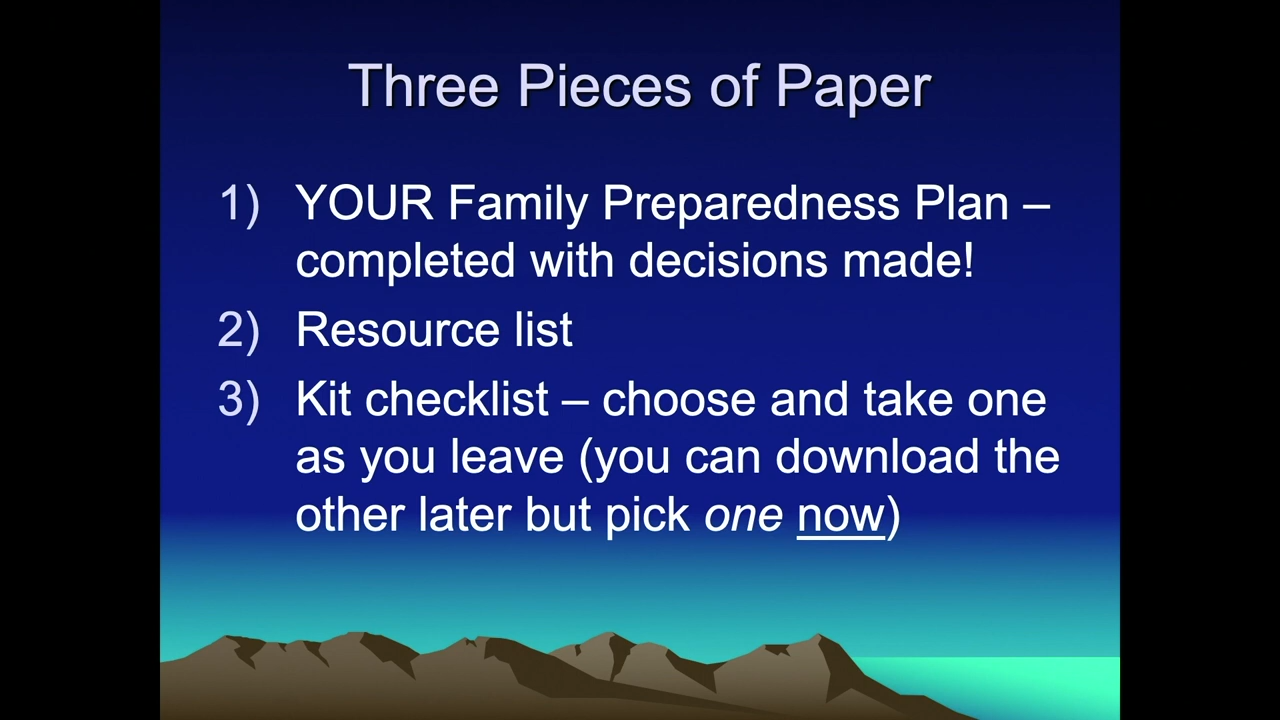 Three Pieces of Paper
1) YOUR Family Preparedness Plan –
completed with decisions made!
2) Resource list
3) Kit checklist – choose and take one
as you leave (you can download the
other later but pick one now)